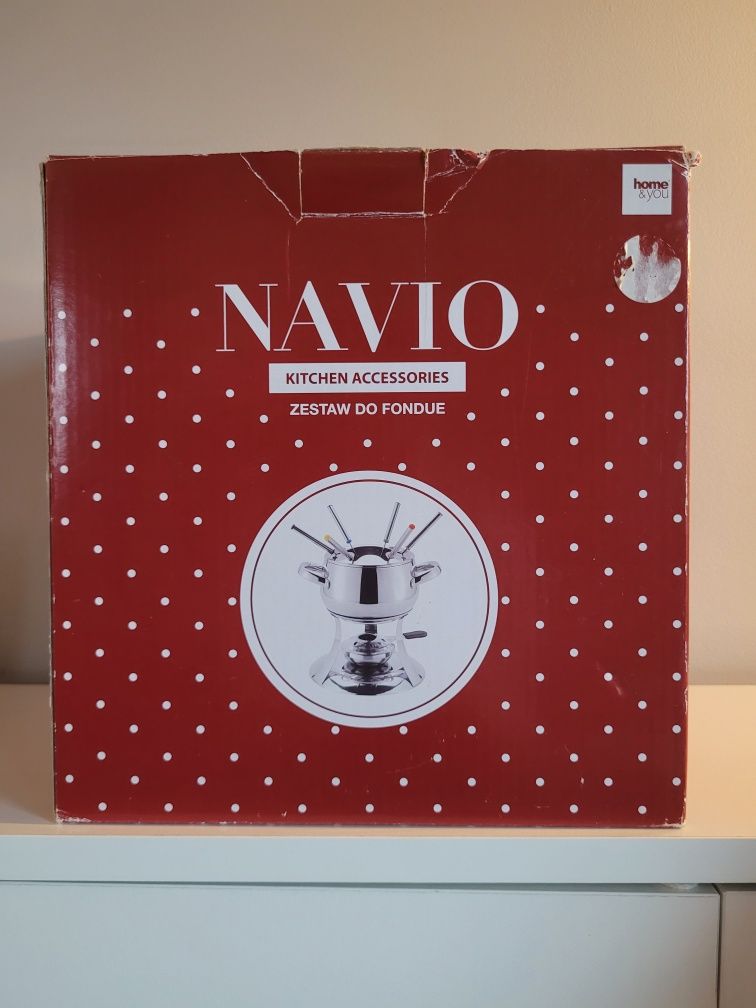 home
&you
NAVIO
KITCHEN ACCESSORIES
ZESTAW DO FONDUE